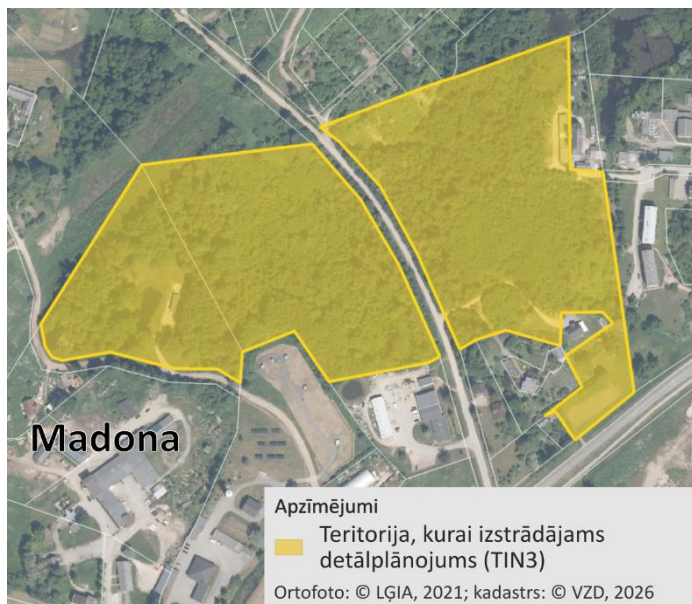 Madona
Apzīmējumi
Teritorija, kurai izstrādājams
detālplānojums (TIN3)
Ortofoto: © LĢIA, 2021; kadastrs: © VZD, 2026